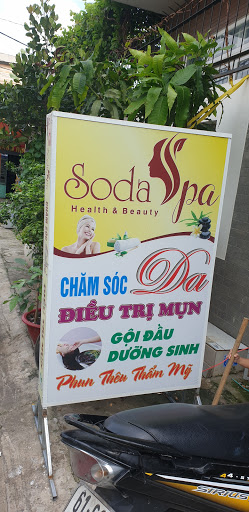 Soda Spa
Health & Beauty
CHĂM SÓC Da
ĐIỀU TRỊ MỤN
GỘI ĐẦU
DƯỠNG SINH
Phun Thêu Thẩm Mỹ
SIRIUS